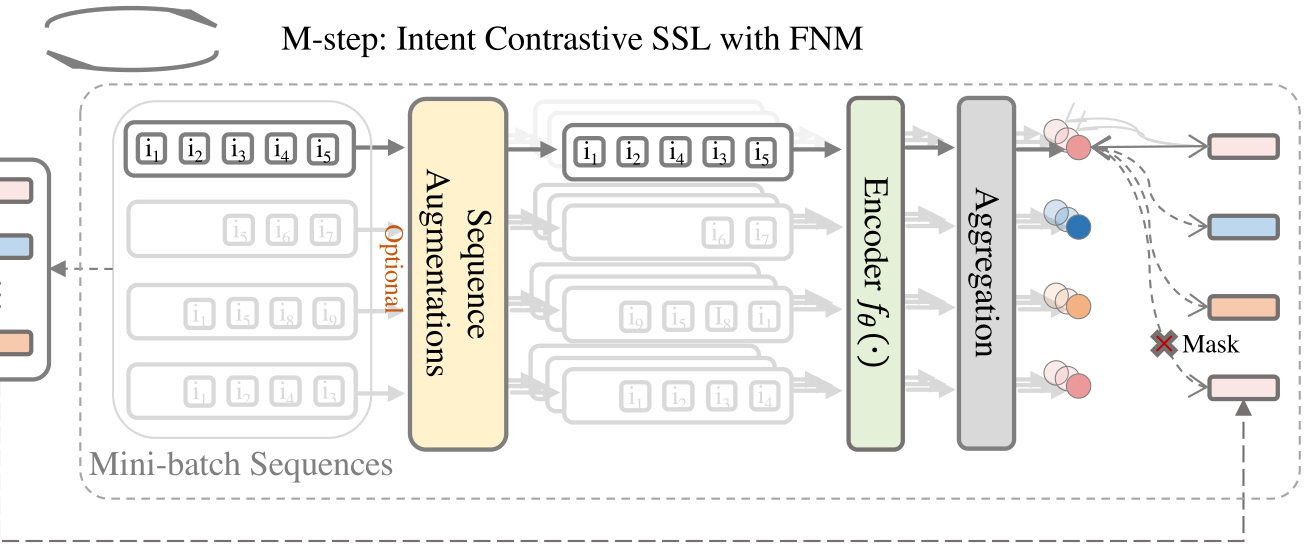 M-step: Intent Contrastive SSL with FNM
i1 i2 i3 i4 i5
i5 i6 i7
i1 i5 i8 i9
i1 i2 i4 i3
Mini-batch Sequences
Optional
Sequence
Augmentations
i1 i2 i4 i3 i5
i6 i7
i9 i5 I8 i1
i1 i2 i3 i4
Encoder fθ(·)
Aggregation
Mask